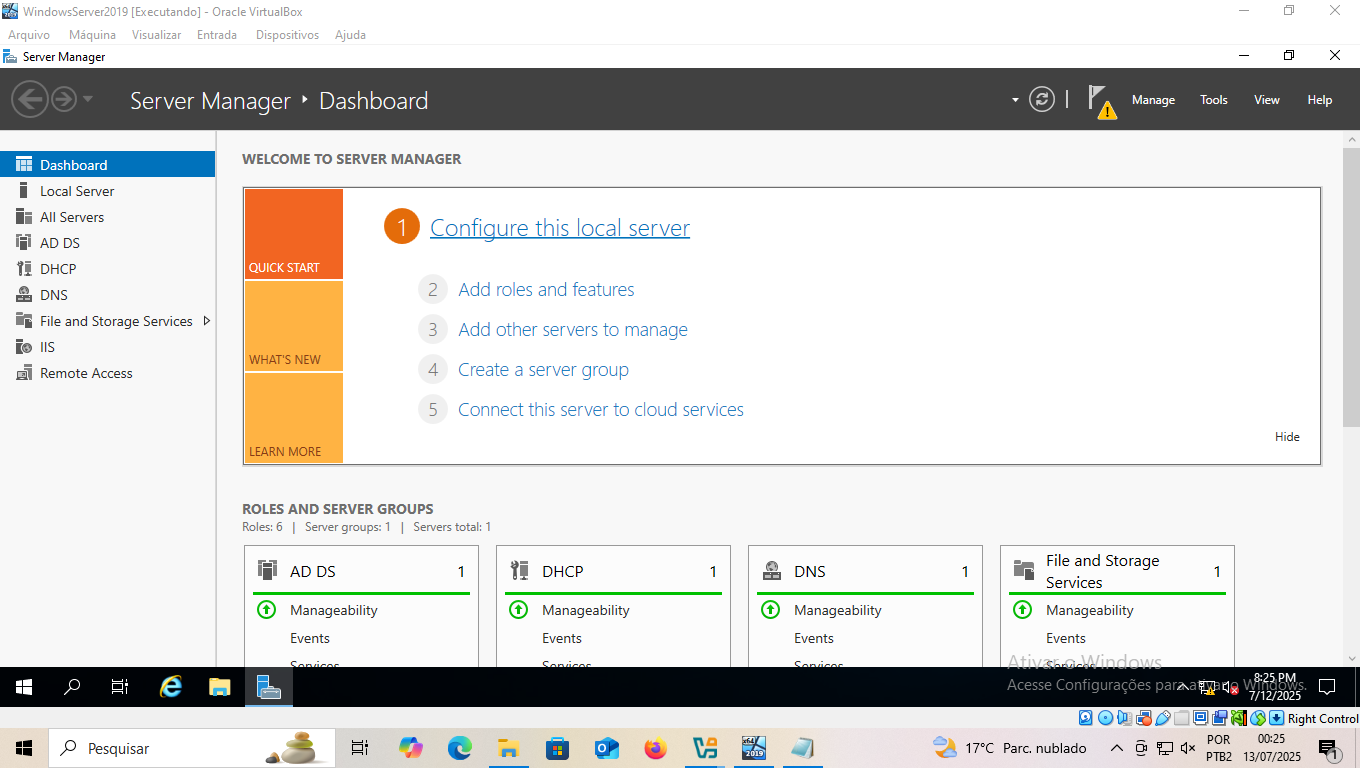 WindowsServer2019 [Executando] - Oracle VirtualBox
Arquivo Máquina Visualizar Entrada Dispositivos Ajuda
Server Manager
Server Manager Dashboard
Manage Tools View Help
Dashboard
Local Server
All Servers
AD DS
DHCP
DNS
File and Storage Services
IIS
Remote Access
WELCOME TO SERVER MANAGER
QUICK START
WHAT'S NEW
LEARN MORE
1 Configure this local server
2 Add roles and features
3 Add other servers to manage
4 Create a server group
5 Connect this server to cloud services
Hide
ROLES AND SERVER GROUPS
Roles: 6 | Server groups: 1 | Servers total: 1
AD DS 1
Manageability
Events
Services
DHCP 1
Manageability
Events
Services
DNS 1
Manageability
Events
Services
File and Storage Services 1
Manageability
Events
Services
Ativar o Windows
Acesse Configurações para ativar o Windows.
8:25 PM
7/12/2025
Right Control
Pesquisar
x64
2019
17°C Parc. nublado
POR
PTB2
00:25
13/07/2025
1